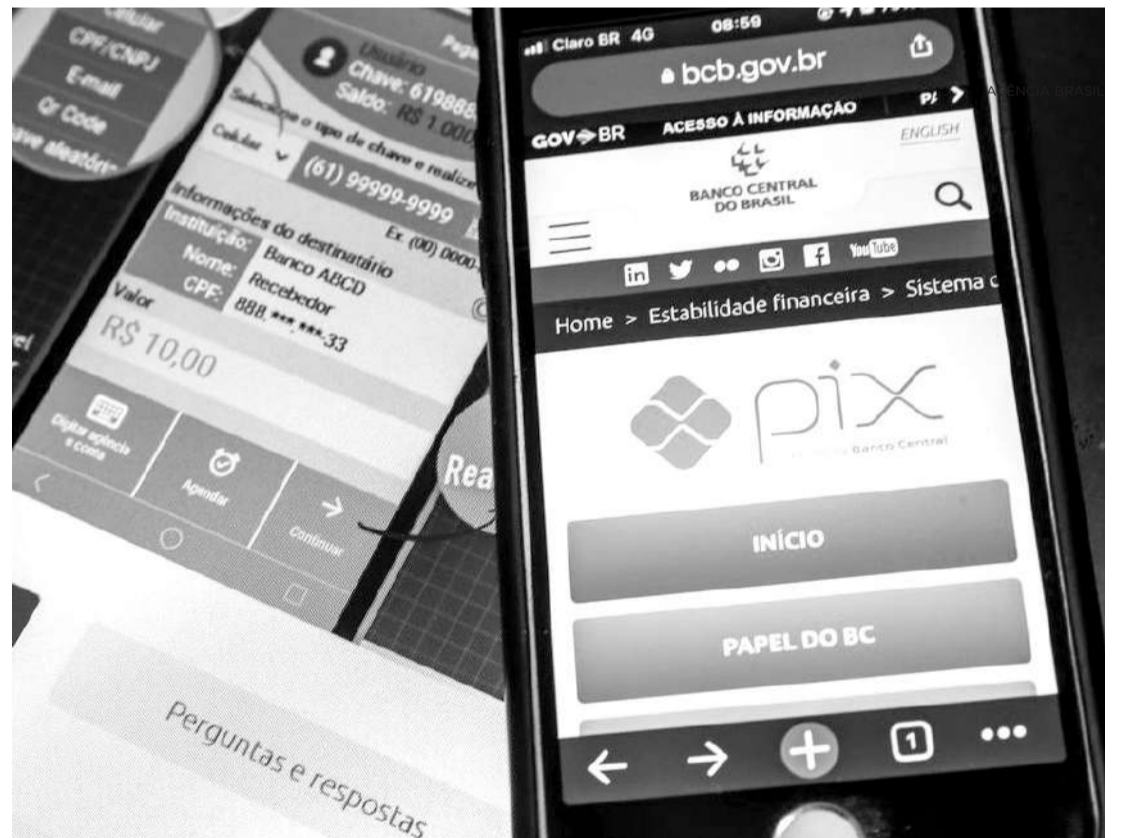 Celular
CPF/CNPJ
E-mail
Qr Code
Usuário
Chave: 619888
Saldo: R$ 1.000
Selecione o tipo de chave e realize
Celular
(61) 99999-9999
Ex: (00) 0000-
Informações do destinatário
Instituição: Banco ABCD
Nome: Recebedor
CPF: 888.***.***-33
Valor
R$ 10,00
Digitar agência
e conta
Agendar
Continuar
Perguntas e respostas
Claro BR 4G 08:59
bcb.gov.br
AGÊNCIA BRASIL
GOV BR ACESSO À INFORMAÇÃO
ENGLISH
BANCO CENTRAL
DO BRASIL
in f YouTube
Home > Estabilidade financeira > Sistema
pix
Banco Central
INÍCIO
PAPEL DO BC
1